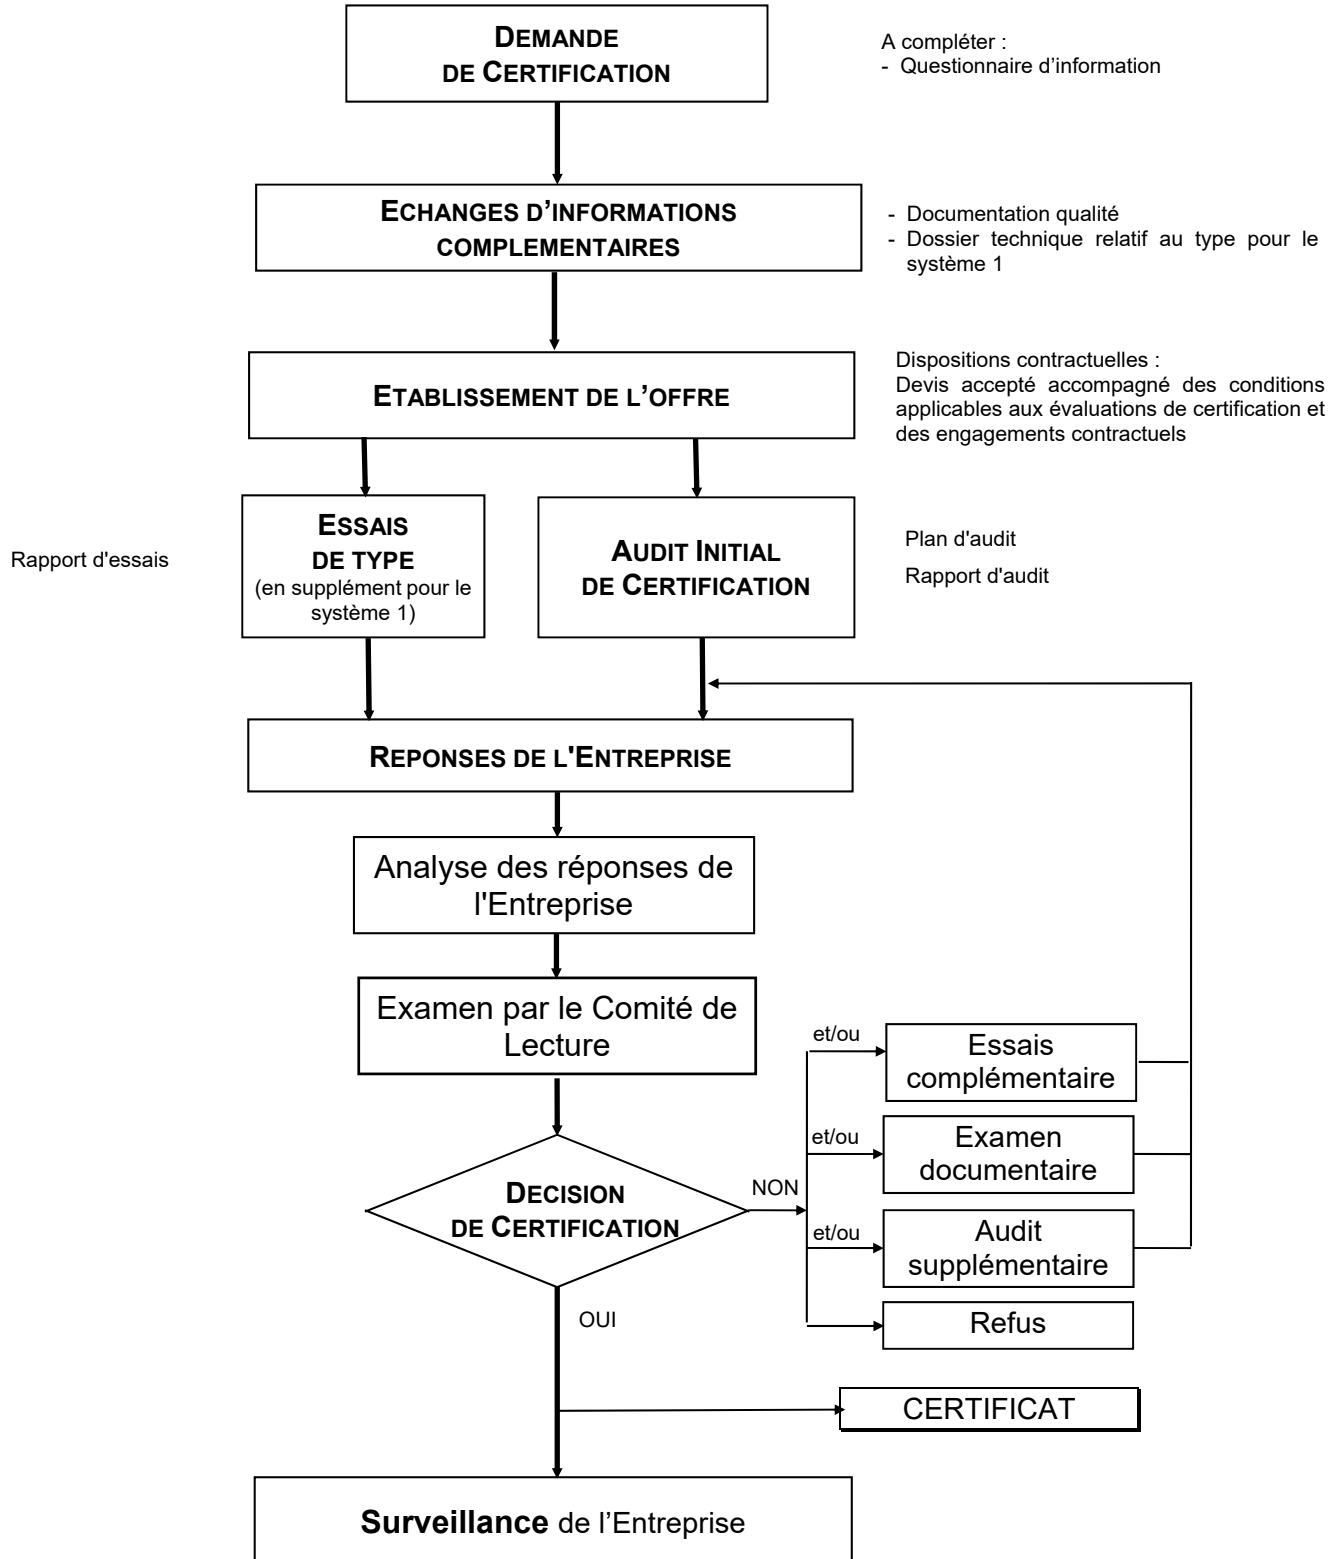 DEMANDE
DE CERTIFICATION
A compléter :
- Questionnaire d’information
ECHANGES D’INFORMATIONS
COMPLEMENTAIRES
- Documentation qualité
- Dossier technique relatif au type pour le
système 1
ETABLISSEMENT DE L’OFFRE
Dispositions contractuelles :
Devis accepté accompagné des conditions
applicables aux évaluations de certification et
des engagements contractuels
Rapport d'essais
ESSAIS
DE TYPE
(en supplément pour le
système 1)
AUDIT INITIAL
DE CERTIFICATION
Plan d'audit
Rapport d'audit
REPONSES DE L'ENTREPRISE
Analyse des réponses de
l'Entreprise
Examen par le Comité de
Lecture
et/ou
Essais
complémentaire
et/ou
Examen
documentaire
DECISION
DE CERTIFICATION
NON
et/ou
Audit
supplémentaire
OUI
Refus
CERTIFICAT
Surveillance de l’Entreprise